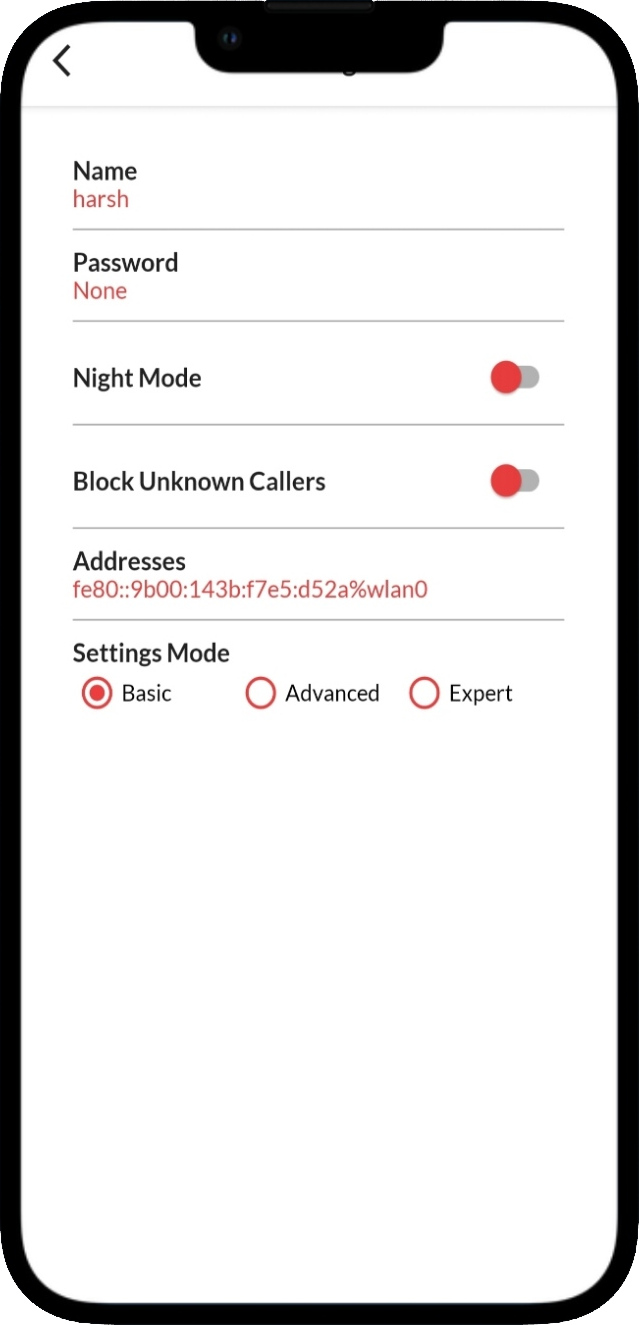 Name
harsh
Password
None
Night Mode
Block Unknown Callers
Addresses
fe80::9b00:143b:f7e5:d52a%wlan0
Settings Mode
Basic Advanced Expert